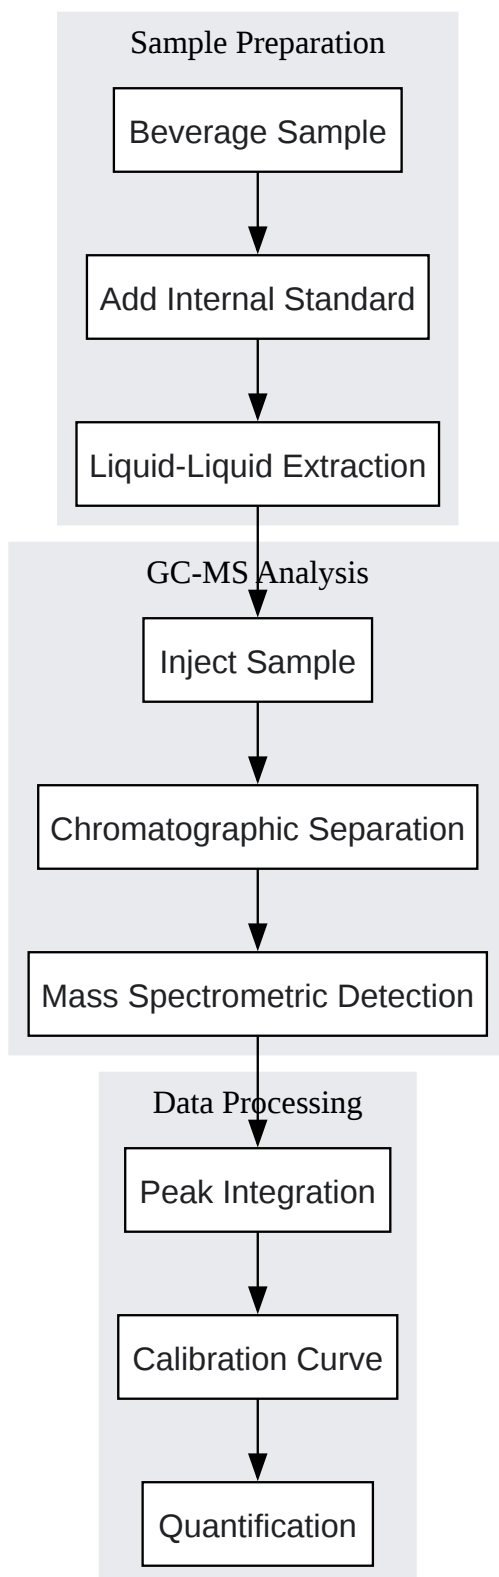 Sample Preparation
Beverage Sample
Add Internal Standard
Liquid-Liquid Extraction
GC-MS Analysis
Inject Sample
Chromatographic Separation
Mass Spectrometric Detection
Data Processing
Peak Integration
Calibration Curve
Quantification